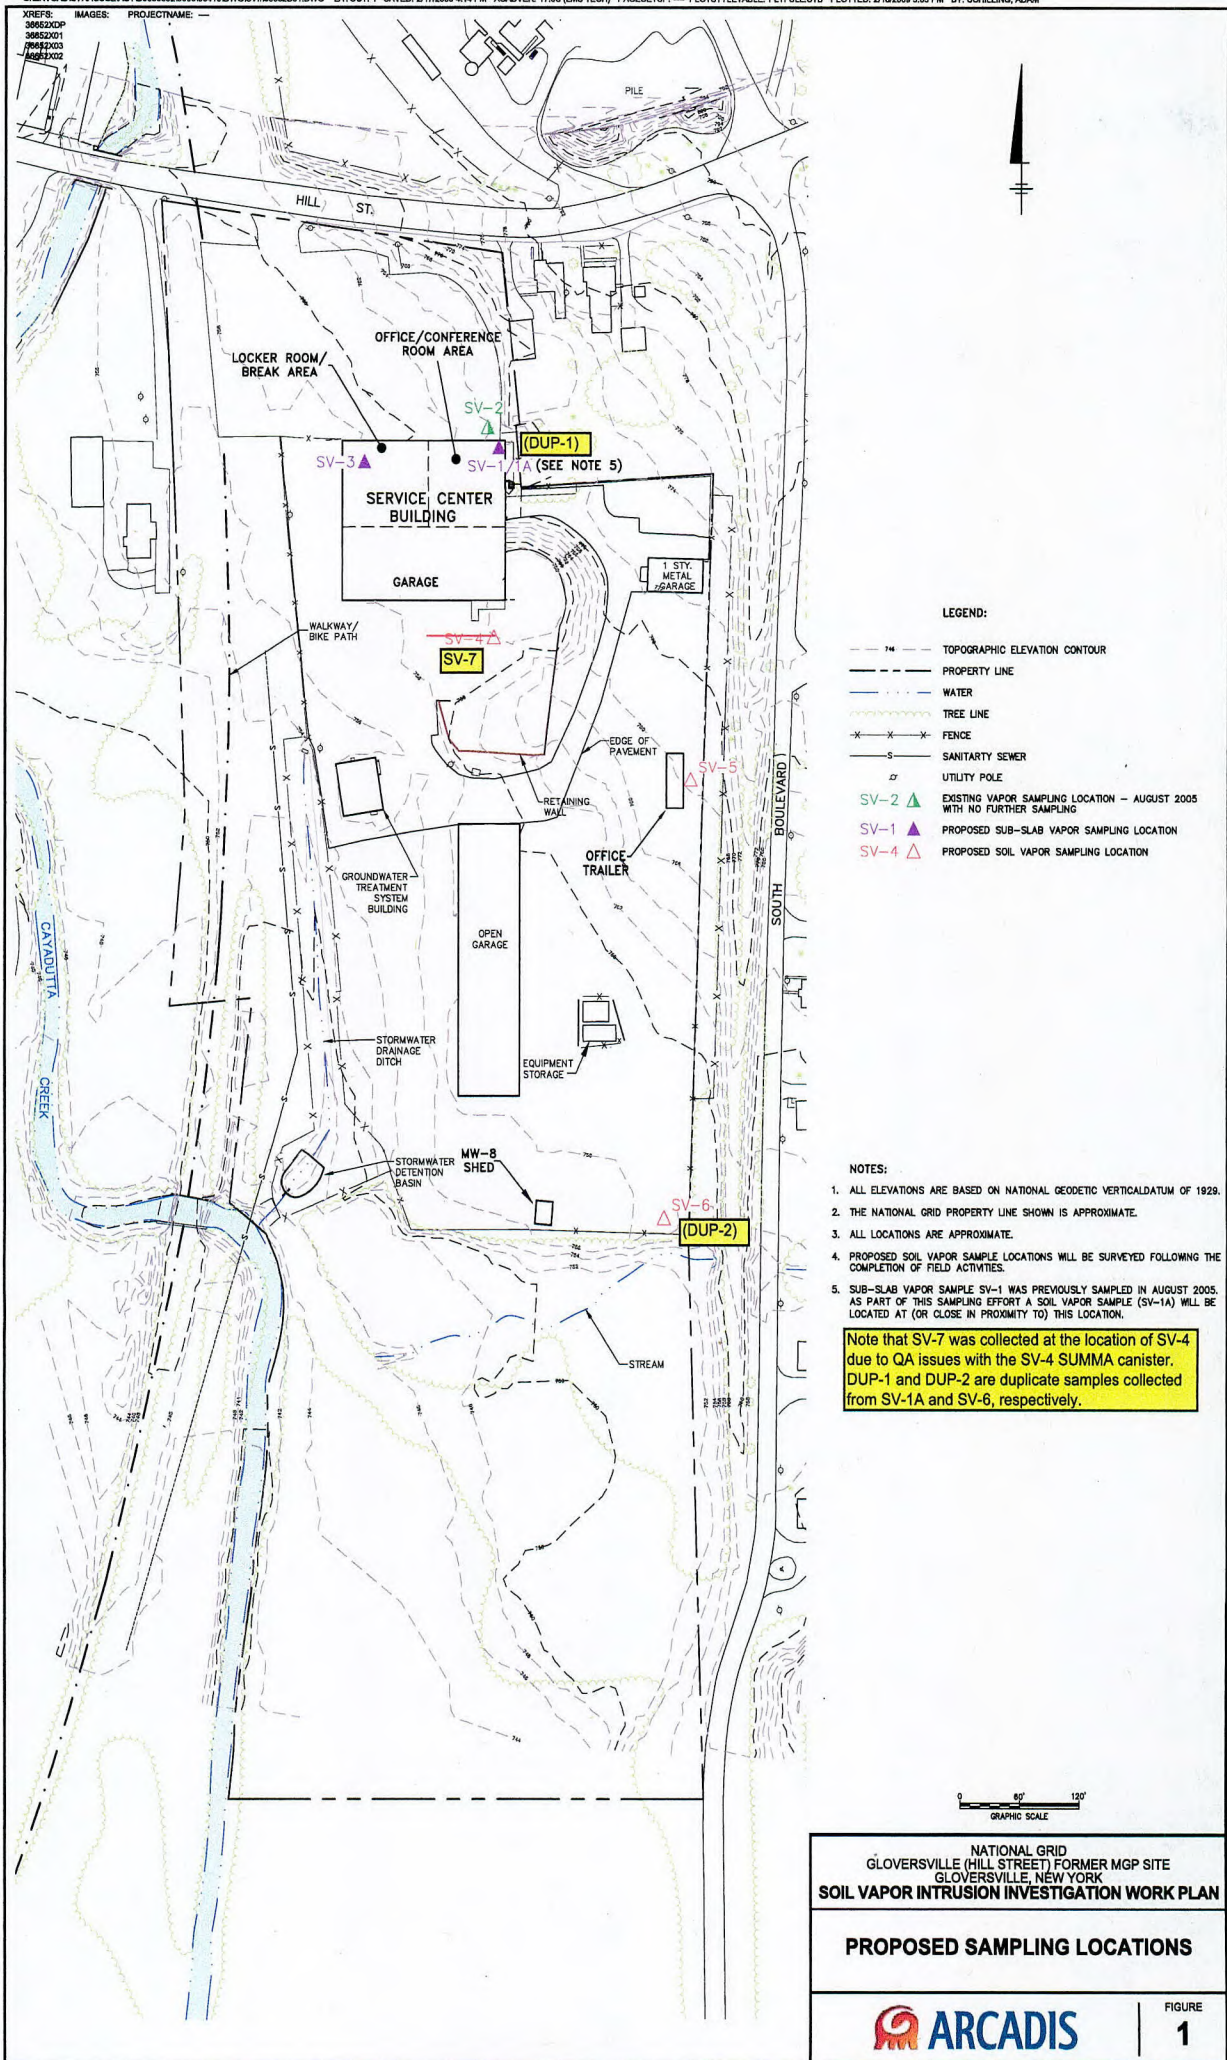 XREFS: IMAGES: PROJECTNAME: ---
36652XDP
36652X01
36652X03
36652X02
PILE
HILL ST.
OFFICE/CONFERENCE
ROOM AREA
LOCKER ROOM/
BREAK AREA
SV-2
(DUP-1)
SV-3
SV-1/1A (SEE NOTE 5)
SERVICE CENTER
BUILDING
GARAGE
1 STY.
METAL
GARAGE
WALKWAY/
BIKE PATH
SV-4
SV-7
EDGE OF
PAVEMENT
SV-5
RETAINING
WALL
OFFICE
TRAILER
GROUNDWATER
TREATMENT
SYSTEM
BUILDING
OPEN
GARAGE
SOUTH BOULEVARD
CAYADUTTA CREEK
STORMWATER
DRAINAGE
DITCH
EQUIPMENT
STORAGE
STORMWATER
DETENTION
BASIN
MW-8
SHED
SV-6
(DUP-2)
STREAM
LEGEND:
746 TOPOGRAPHIC ELEVATION CONTOUR
PROPERTY LINE
WATER
TREE LINE
X X X FENCE
S SANITARTY SEWER
UTILITY POLE
SV-2 EXISTING VAPOR SAMPLING LOCATION – AUGUST 2005
WITH NO FURTHER SAMPLING
SV-1 PROPOSED SUB-SLAB VAPOR SAMPLING LOCATION
SV-4 PROPOSED SOIL VAPOR SAMPLING LOCATION
NOTES:
1. ALL ELEVATIONS ARE BASED ON NATIONAL GEODETIC VERTICALDATUM OF 1929.
2. THE NATIONAL GRID PROPERTY LINE SHOWN IS APPROXIMATE.
3. ALL LOCATIONS ARE APPROXIMATE.
4. PROPOSED SOIL VAPOR SAMPLE LOCATIONS WILL BE SURVEYED FOLLOWING THE
COMPLETION OF FIELD ACTIVITIES.
5. SUB-SLAB VAPOR SAMPLE SV-1 WAS PREVIOUSLY SAMPLED IN AUGUST 2005.
AS PART OF THIS SAMPLING EFFORT A SOIL VAPOR SAMPLE (SV-1A) WILL BE
LOCATED AT (OR CLOSE IN PROXIMITY TO) THIS LOCATION.
Note that SV-7 was collected at the location of SV-4
due to QA issues with the SV-4 SUMMA canister.
DUP-1 and DUP-2 are duplicate samples collected
from SV-1A and SV-6, respectively.
0 60' 120'
GRAPHIC SCALE
NATIONAL GRID
GLOVERSVILLE (HILL STREET) FORMER MGP SITE
GLOVERSVILLE, NEW YORK
SOIL VAPOR INTRUSION INVESTIGATION WORK PLAN
PROPOSED SAMPLING LOCATIONS
ARCADIS
FIGURE
1